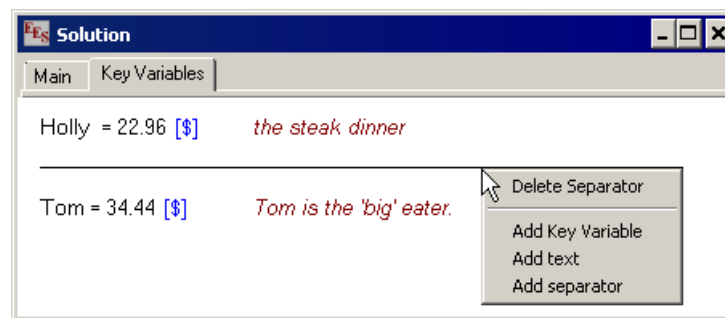 EES Solution
Main Key Variables
Holly = 22.96 [$] the steak dinner
Delete Separator
Tom = 34.44 [$] Tom is the 'big' eater.
Add Key Variable
Add text
Add separator